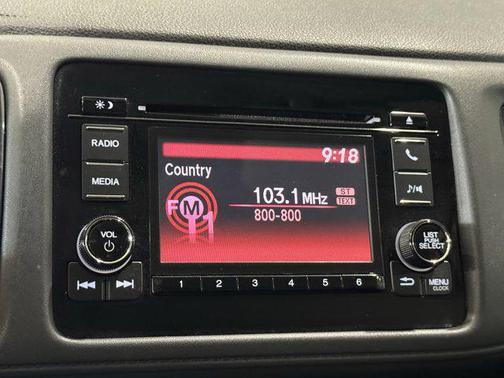 RADIO
MEDIA
VOL
9:18
Country
103.1 MHz
ST
TEXT
800-800
FM1
LIST
PUSH
SELECT
1 2 3 4 5 6
MENU
CLOCK